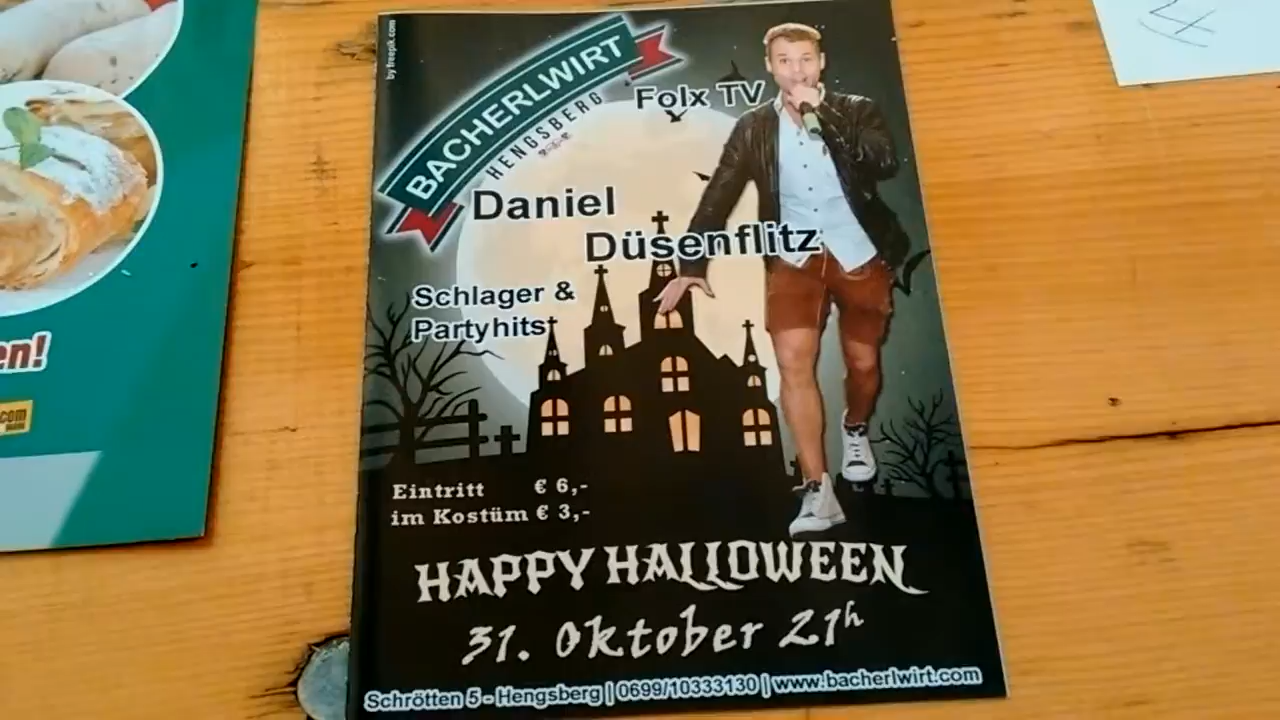 by freepik.com
BACHERLWIRT
HENGSBERG
Folx TV
Daniel
Düsenflitz
Schlager &
Partyhits
Eintritt € 6,-
im Kostüm € 3,-
HAPPY HALLOWEEN
31. Oktober 21h
Schrötten 5 - Hengsberg | 0699/10333130 | www.bacherlwirt.com
en!
.com